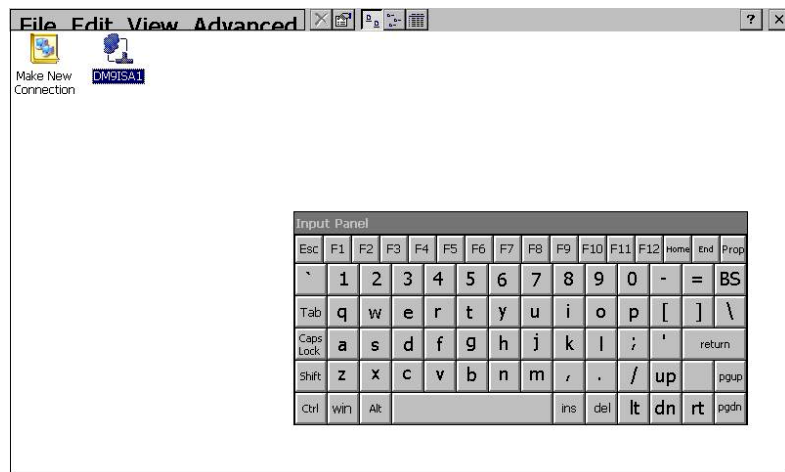 File Edit View Advanced ? ×
Make New
Connection
DM9ISA1
Input Panel
Esc F1 F2 F3 F4 F5 F6 F7 F8 F9 F10 F11 F12 Home End Prop
` 1 2 3 4 5 6 7 8 9 0 - = BS
Tab q w e r t y u i o p [ ] \
Caps
Lock a s d f g h j k l ; ' return
Shift z x c v b n m , . / up pgup
Ctrl win Alt ins del lt dn rt pgdn